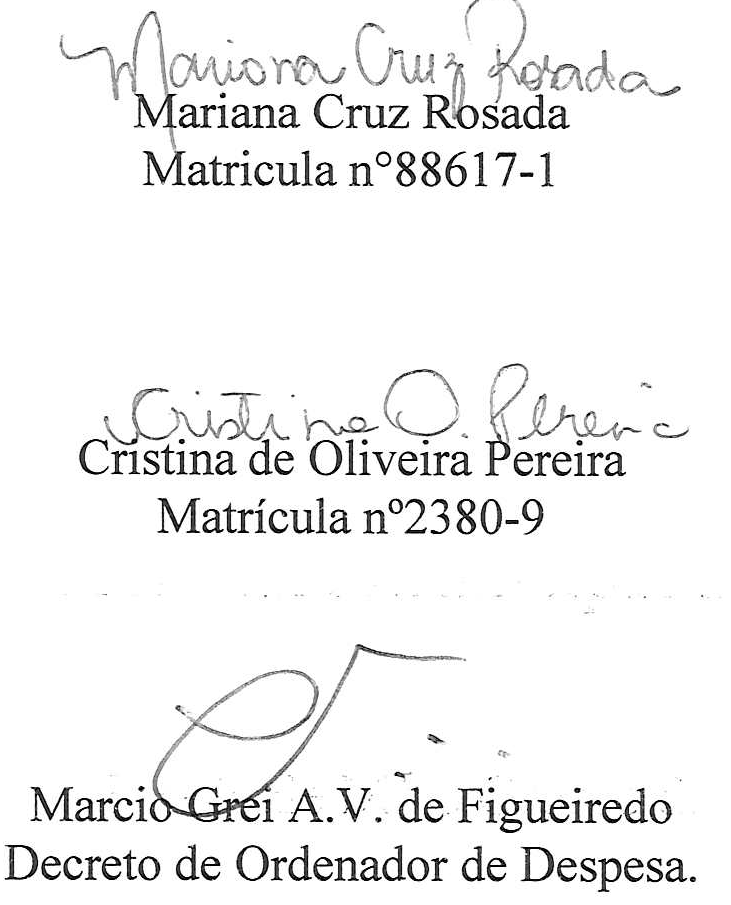 Mariana Cruz Rosada
Mariana Cruz Rosada
Matricula n°88617-1
Cristina O. Pereira
Cristina de Oliveira Pereira
Matrícula nº2380-9
Marcio Grei A.V. de Figueiredo
Decreto de Ordenador de Despesa.